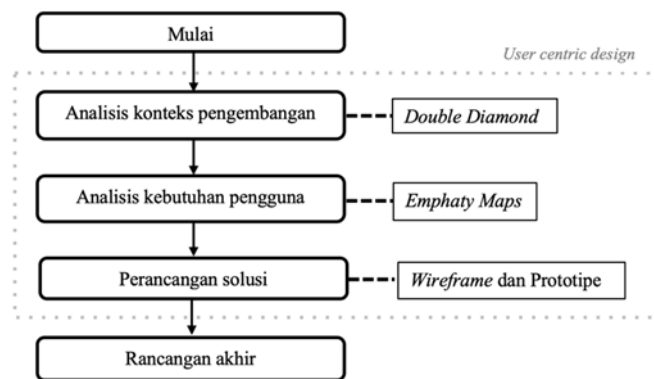 Mulai
User centric design
Analisis konteks pengembangan
Double Diamond
Analisis kebutuhan pengguna
Emphaty Maps
Perancangan solusi
Wireframe dan Prototipe
Rancangan akhir